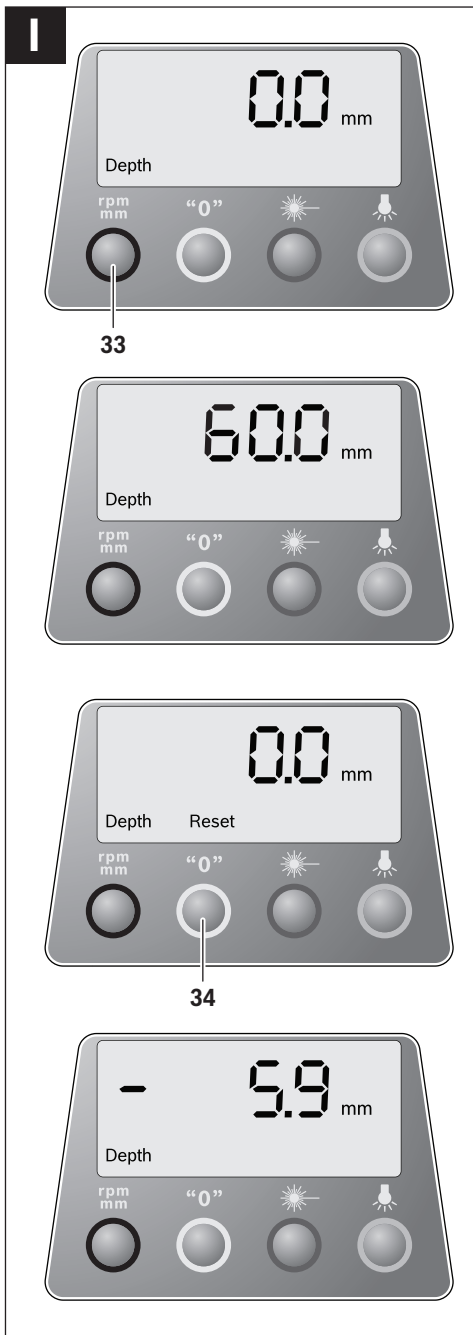 I
0.0 mm
Depth
rpm “0”
mm
33
60.0 mm
Depth
rpm “0”
mm
0.0 mm
Depth Reset
rpm “0”
mm
34
- 5.9 mm
Depth
rpm “0”
mm